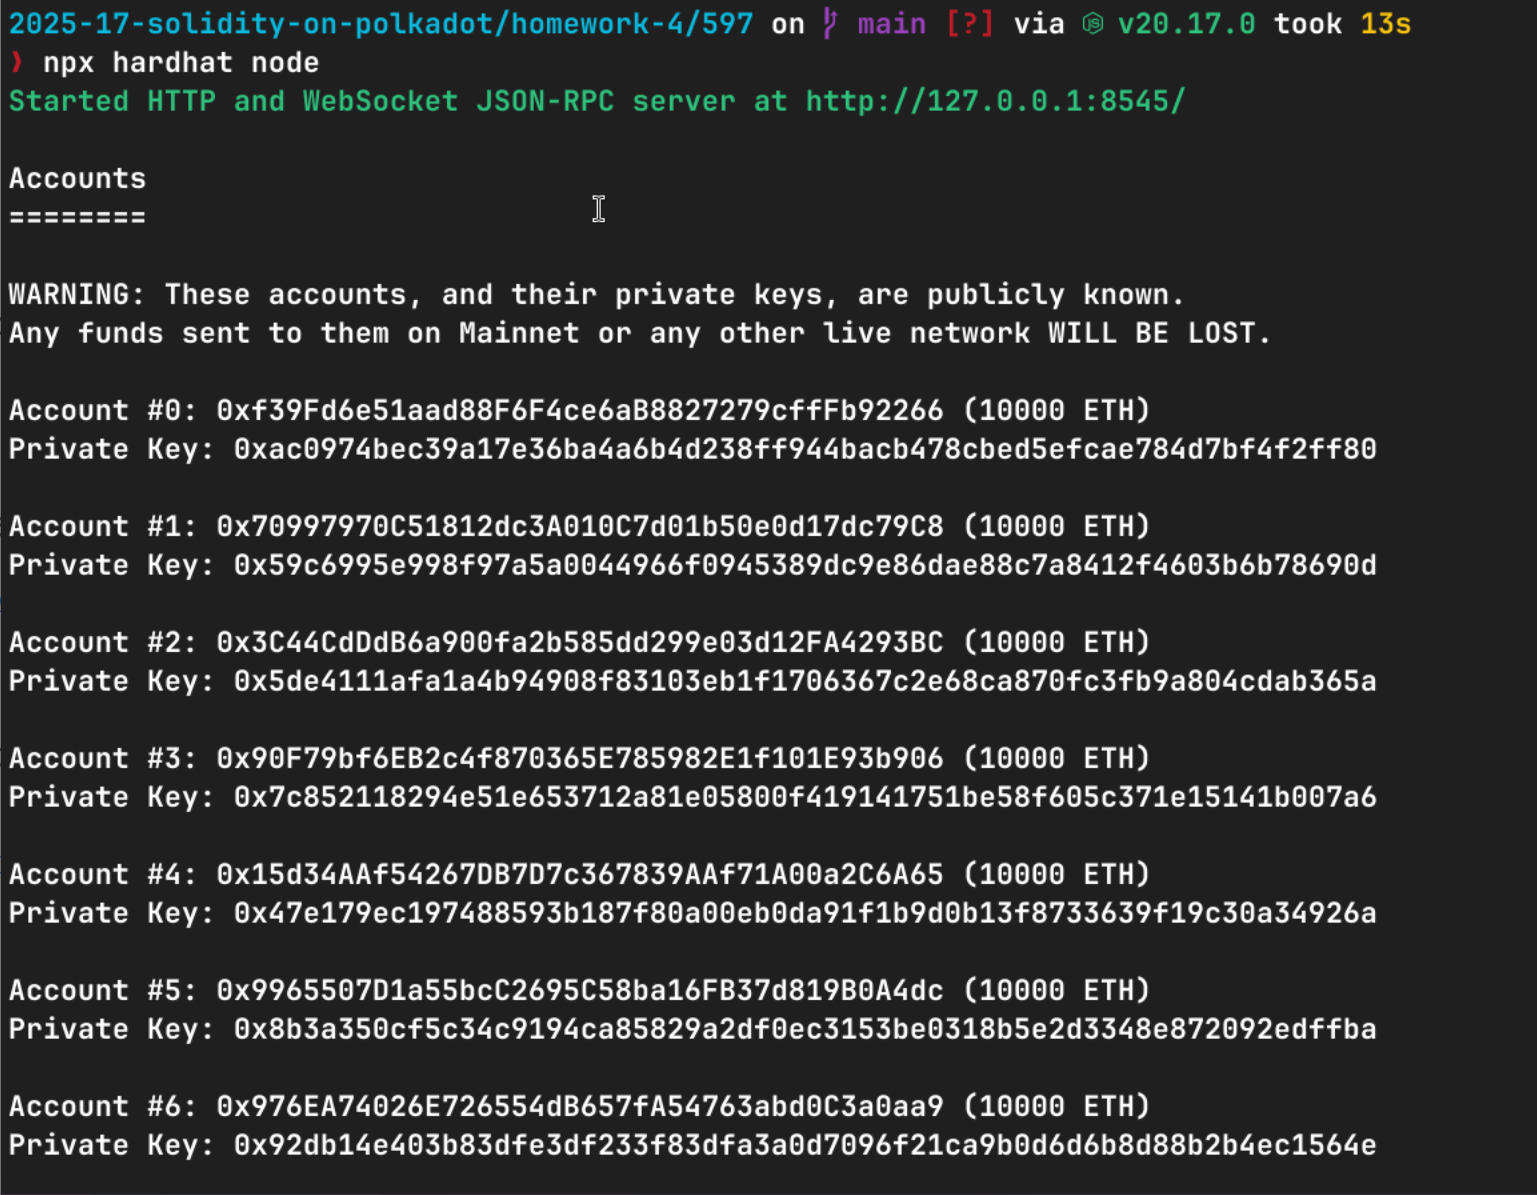 2025-17-solidity-on-polkadot/homework-4/597 on main [?] via v20.17.0 took 13s
❯ npx hardhat node
Started HTTP and WebSocket JSON-RPC server at http://127.0.0.1:8545/
Accounts
========
WARNING: These accounts, and their private keys, are publicly known.
Any funds sent to them on Mainnet or any other live network WILL BE LOST.
Account #0: 0xf39Fd6e51aad88F6F4ce6aB8827279cffFb92266 (10000 ETH)
Private Key: 0xac0974bec39a17e36ba4a6b4d238ff944bacb478cbed5efcae784d7bf4f2ff80
Account #1: 0x70997970C51812dc3A010C7d01b50e0d17dc79C8 (10000 ETH)
Private Key: 0x59c6995e998f97a5a0044966f0945389dc9e86dae88c7a8412f4603b6b78690d
Account #2: 0x3C44CdDdB6a900fa2b585dd299e03d12FA4293BC (10000 ETH)
Private Key: 0x5de4111afa1a4b94908f83103eb1f1706367c2e68ca870fc3fb9a804cdab365a
Account #3: 0x90F79bf6EB2c4f870365E785982E1f101E93b906 (10000 ETH)
Private Key: 0x7c852118294e51e653712a81e05800f419141751be58f605c371e15141b007a6
Account #4: 0x15d34AAf54267DB7D7c367839AAf71A00a2C6A65 (10000 ETH)
Private Key: 0x47e179ec197488593b187f80a00eb0da91f1b9d0b13f8733639f19c30a34926a
Account #5: 0x9965507D1a55bcC2695C58ba16FB37d819B0A4dc (10000 ETH)
Private Key: 0x8b3a350cf5c34c9194ca85829a2df0ec3153be0318b5e2d3348e872092edffba
Account #6: 0x976EA74026E726554dB657fA54763abd0C3a0aa9 (10000 ETH)
Private Key: 0x92db14e403b83dfe3df233f83dfa3a0d7096f21ca9b0d6d6b8d88b2b4ec1564e